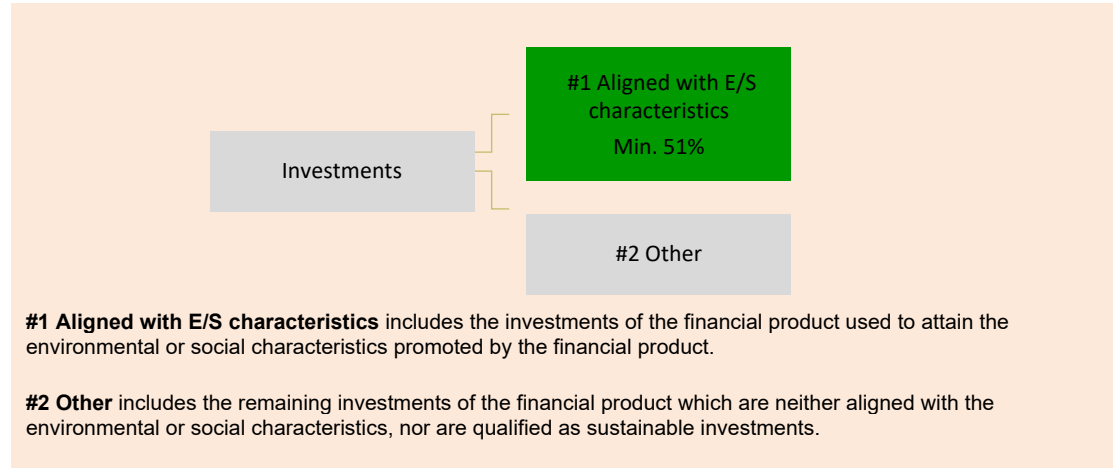 #1 Aligned with E/S
characteristics
Min. 51%
Investments
#2 Other
#1 Aligned with E/S characteristics includes the investments of the financial product used to attain the
environmental or social characteristics promoted by the financial product.
#2 Other includes the remaining investments of the financial product which are neither aligned with the
environmental or social characteristics, nor are qualified as sustainable investments.